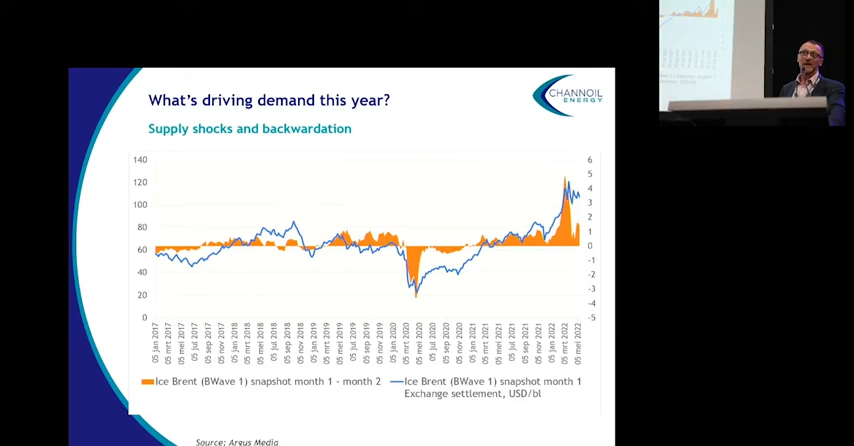 What's driving demand this year?
CHANNOIL
ENERGY
Supply shocks and backwardation
140
120
100
80
60
40
20
0
6
5
4
3
2
1
0
-1
-2
-3
-4
-5
05 jan 2017
05 mrt 2017
05 mei 2017
05 jul 2017
05 sep 2017
05 nov 2017
05 jan 2018
05 mrt 2018
05 mei 2018
05 jul 2018
05 sep 2018
05 nov 2018
05 jan 2019
05 mrt 2019
05 mei 2019
05 jul 2019
05 sep 2019
05 nov 2019
05 jan 2020
05 mrt 2020
05 mei 2020
05 jul 2020
05 sep 2020
05 nov 2020
05 jan 2021
05 mrt 2021
05 mei 2021
05 jul 2021
05 sep 2021
05 nov 2021
05 jan 2022
05 mrt 2022
05 mei 2022
Ice Brent (BWave 1) snapshot month 1 - month 2
Ice Brent (BWave 1) snapshot month 1
Exchange settlement, USD/bl
Source: Argus Media